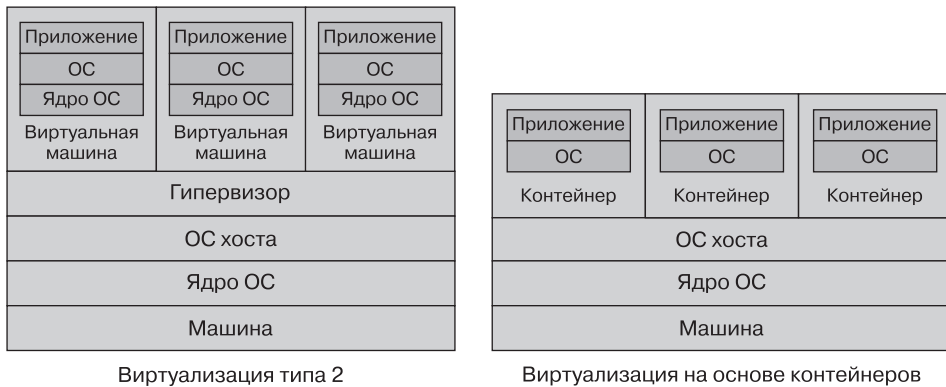 Приложение
ОС
Ядро ОС
Виртуальная
машина
Приложение
ОС
Ядро ОС
Виртуальная
машина
Приложение
ОС
Ядро ОС
Виртуальная
машина
Гипервизор
ОС хоста
Ядро ОС
Машина
Виртуализация типа 2
Приложение
ОС
Контейнер
Приложение
ОС
Контейнер
Приложение
ОС
Контейнер
ОС хоста
Ядро ОС
Машина
Виртуализация на основе контейнеров